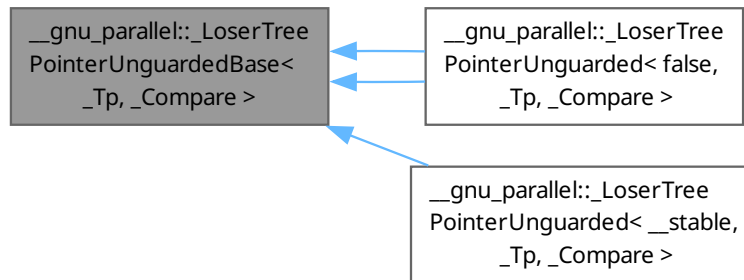 __gnu_parallel::_LoserTree
PointerUnguardedBase<
_Tp, _Compare >
__gnu_parallel::_LoserTree
PointerUnguarded< false,
_Tp, _Compare >
__gnu_parallel::_LoserTree
PointerUnguarded< __stable,
_Tp, _Compare >